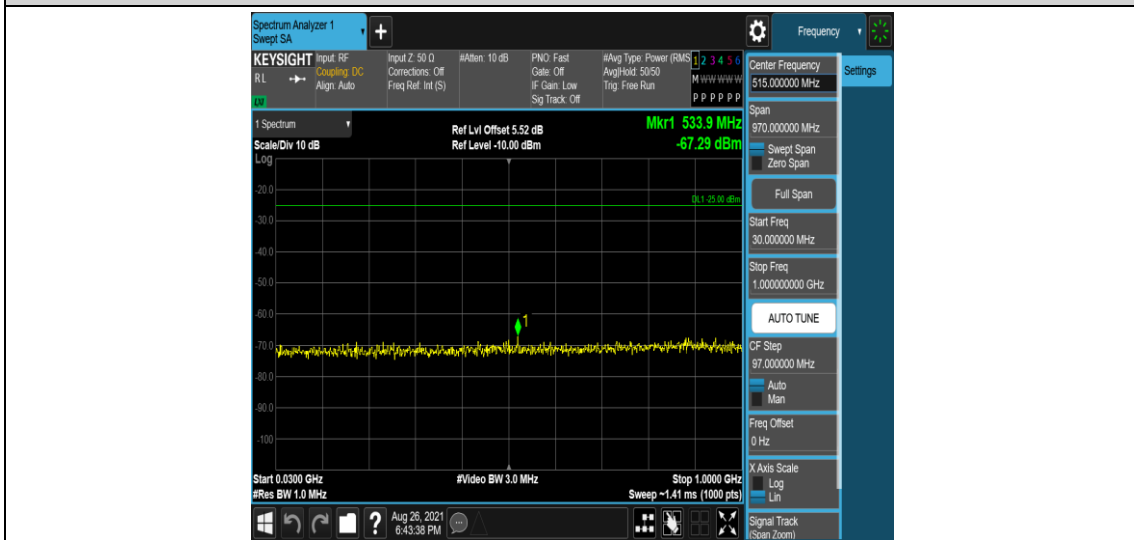 Spectrum Analyzer 1
Swept SA
+
Frequency
KEYSIGHT
RL
LXI
Input: RF
Coupling: DC
Align: Auto
Input Z: 50 Ω
Corrections: Off
Freq Ref: Int (S)
#Atten: 10 dB
PNO: Fast
Gate: Off
IF Gain: Low
Sig Track: Off
#Avg Type: Power (RMS
Avg|Hold: 50/50
Trig: Free Run
1 2 3 4 5 6
M W W W W W
P P P P P P
Center Frequency
515.000000 MHz
Settings
Span
970.000000 MHz
Swept Span
Zero Span
Full Span
Start Freq
30.000000 MHz
Stop Freq
1.000000000 GHz
AUTO TUNE
CF Step
97.000000 MHz
Auto
Man
Freq Offset
0 Hz
X Axis Scale
Log
Lin
Signal Track
(Span Zoom)
1 Spectrum
Scale/Div 10 dB
Log
Ref Lvl Offset 5.52 dB
Ref Level -10.00 dBm
Mkr1 533.9 MHz
-67.29 dBm
DL1 -25.00 dBm
-20.0
-30.0
-40.0
-50.0
-60.0
-70.0
-80.0
-90.0
-100
1
Start 0.0300 GHz
#Res BW 1.0 MHz
#Video BW 3.0 MHz
Stop 1.0000 GHz
Sweep ~1.41 ms (1000 pts)
?
Aug 26, 2021
6:43:38 PM